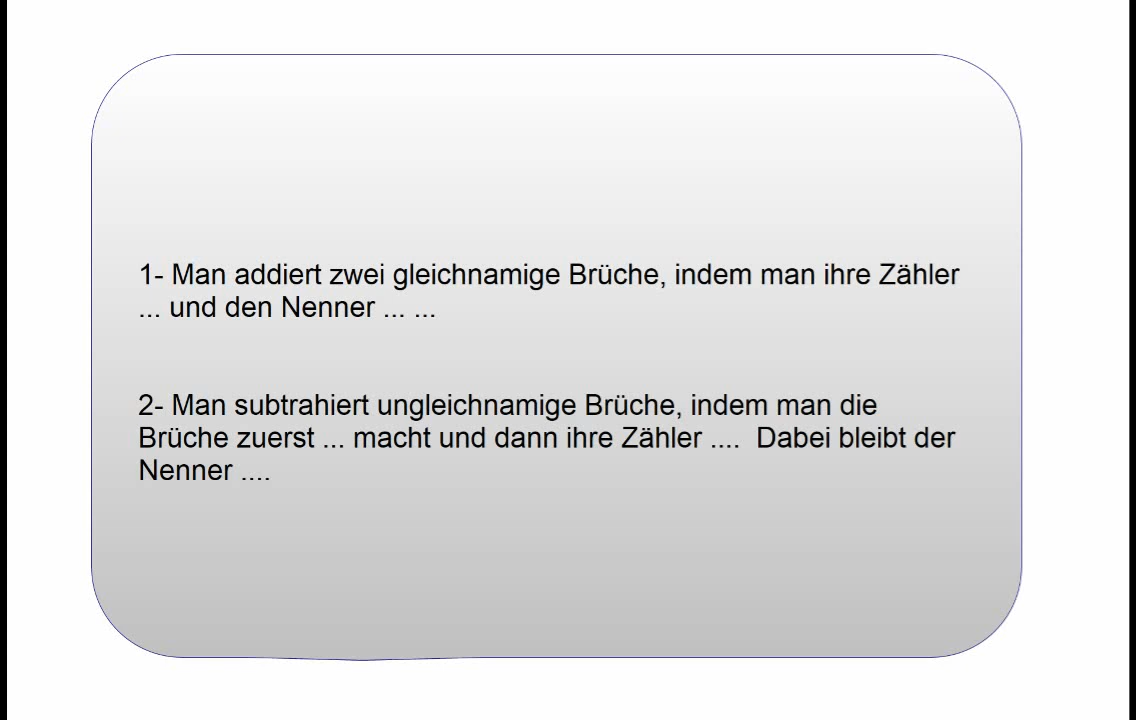 1- Man addiert zwei gleichnamige Brüche, indem man ihre Zähler
... und den Nenner ... ...
2- Man subtrahiert ungleichnamige Brüche, indem man die
Brüche zuerst ... macht und dann ihre Zähler ....  Dabei bleibt der
Nenner ....